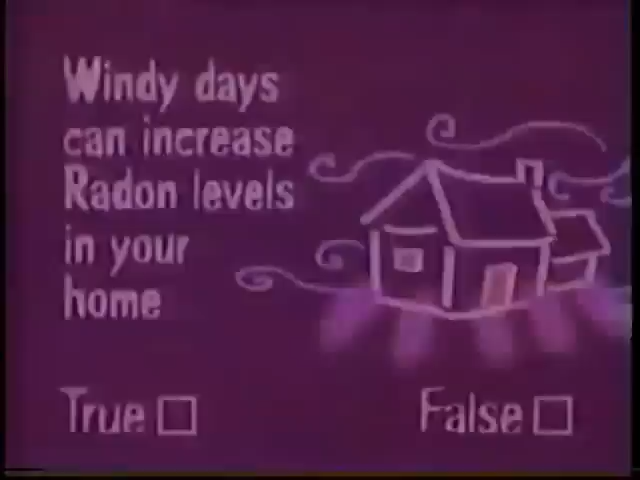 Windy days
can increase
Radon levels
in your
home
True
False